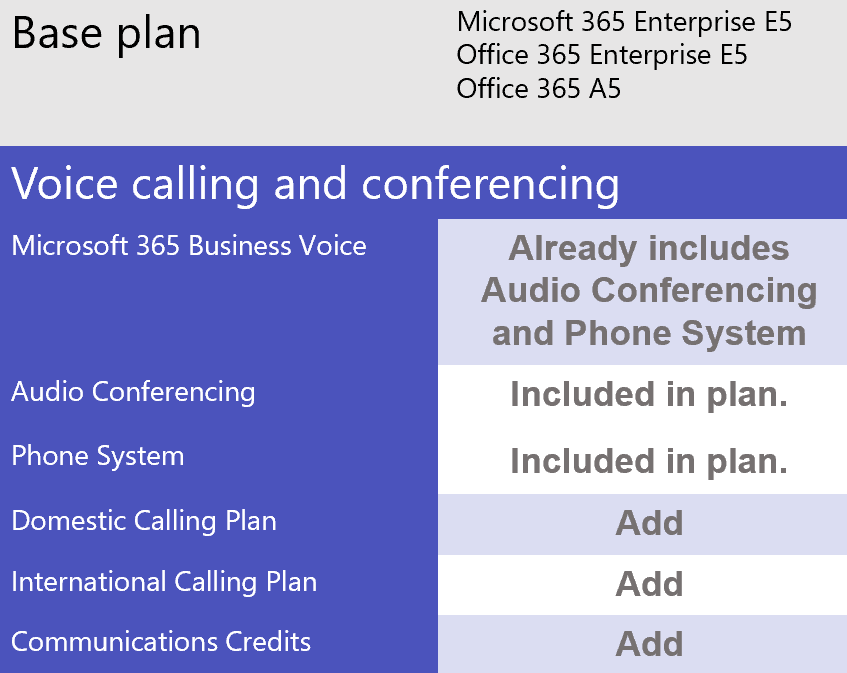 Base plan
Microsoft 365 Enterprise E5
Office 365 Enterprise E5
Office 365 A5
Voice calling and conferencing
Microsoft 365 Business Voice
Already includes
Audio Conferencing
and Phone System
Audio Conferencing
Included in plan.
Phone System
Included in plan.
Domestic Calling Plan
Add
International Calling Plan
Add
Communications Credits
Add